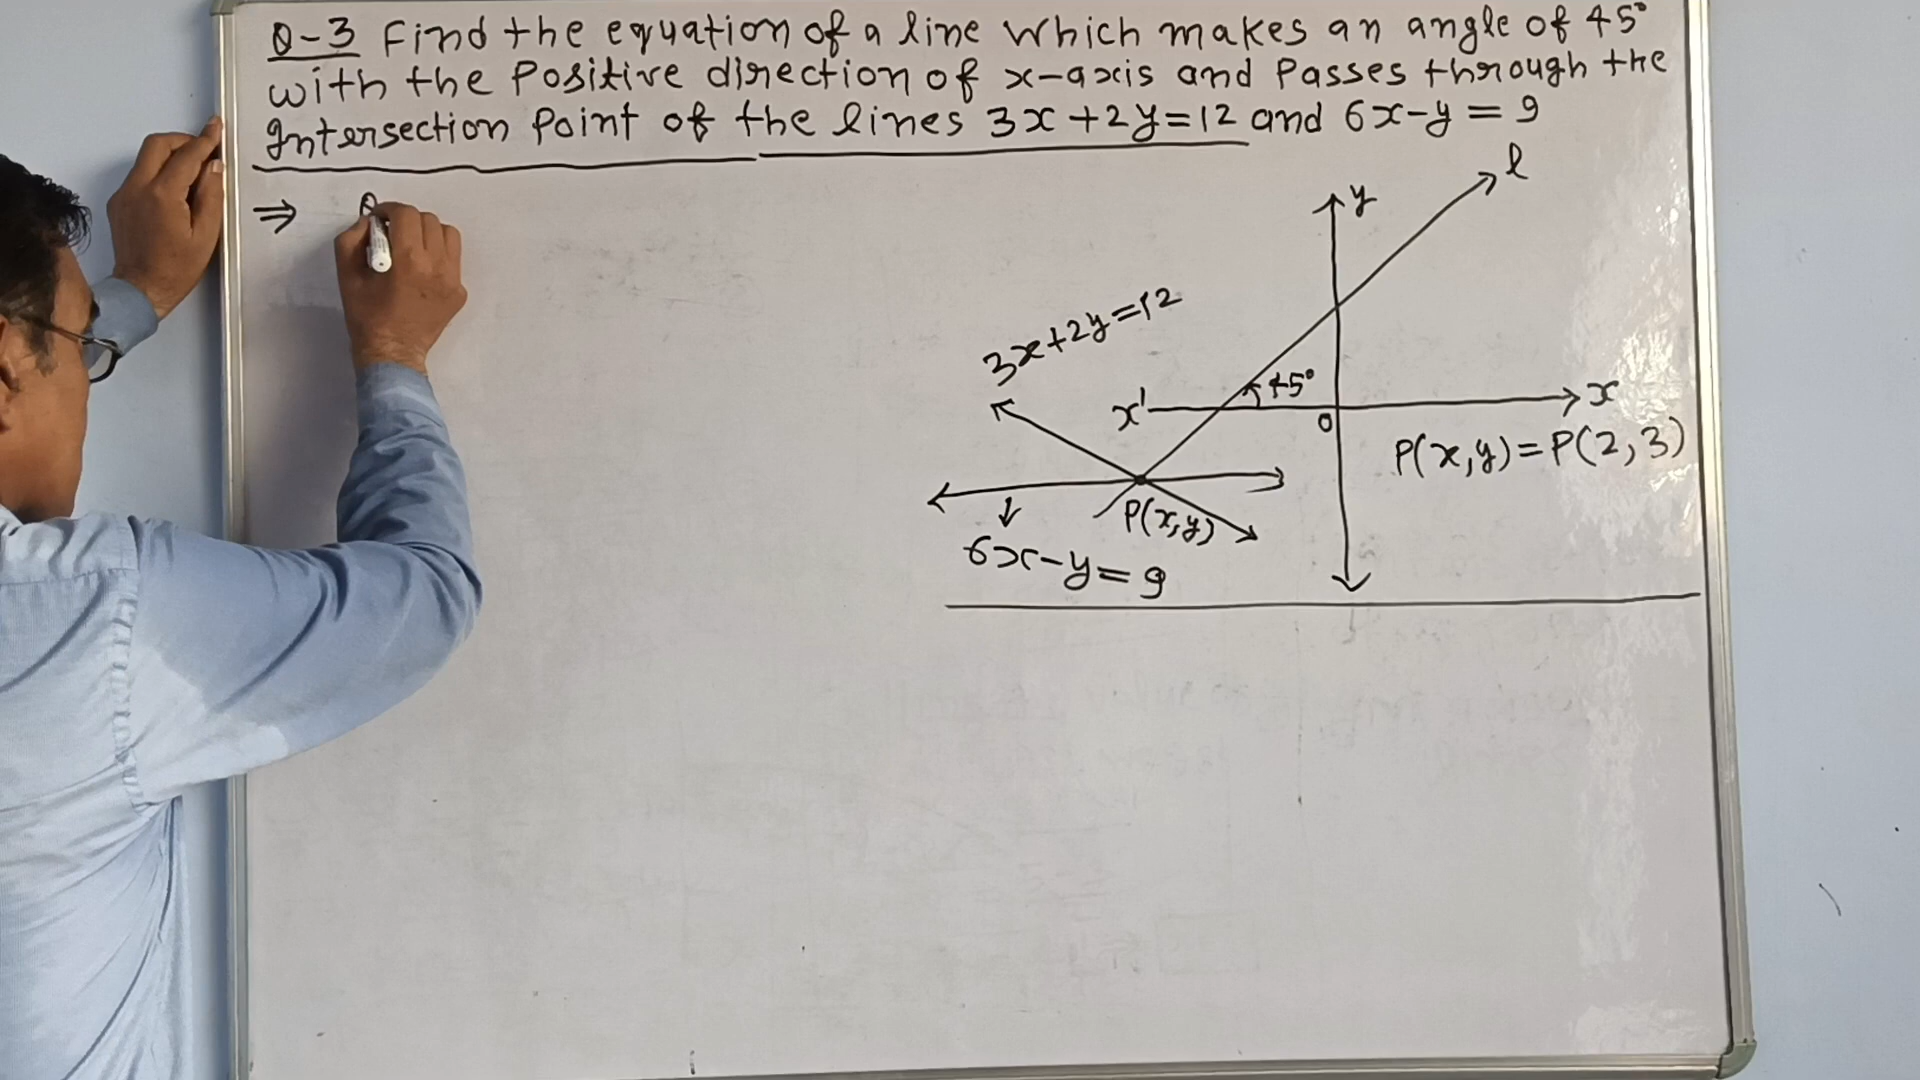 Q-3 Find the equation of a line which makes an angle of 45°
with the Positive direction of x-axis and Passes through the
Intersection Point of the lines 3x+2y=12 and 6x-y=9
⇒
l
y
3x+2y=12
45°
x'
x
0
P(x,y)=P(2,3)
P(x,y)
6x-y=9